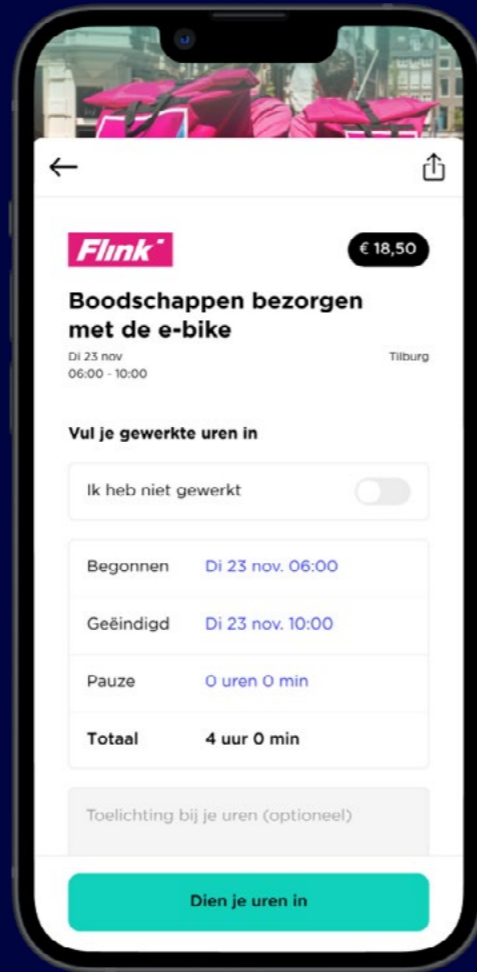 Flink
€ 18,50
Boodschappen bezorgen
met de e-bike
Di 23 nov
Tilburg
06:00 - 10:00
Vul je gewerkte uren in
Ik heb niet gewerkt
Begonnen Di 23 nov. 06:00
Geëindigd Di 23 nov. 10:00
Pauze 0 uren 0 min
Totaal 4 uur 0 min
Toelichting bij je uren (optioneel)
Dien je uren in